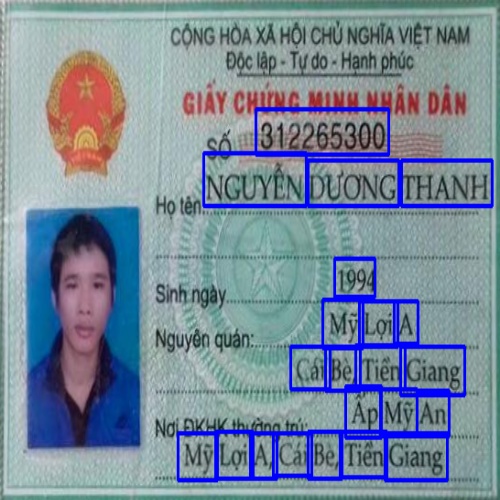 CỘNG HÒA XÃ HỘI CHỦ NGHĨA VIỆT NAM
Độc lập - Tự do - Hạnh phúc
GIẤY CHỨNG MINH NHÂN DÂN
SỐ 312265300
Họ tên NGUYỄN DƯƠNG THANH
Sinh ngày 1994
Nguyên quán: Mỹ Lợi A
Cái Bè, Tiền Giang
Nơi ĐKHK thường trú: Ấp Mỹ An
Mỹ Lợi A, Cái Bè, Tiền Giang